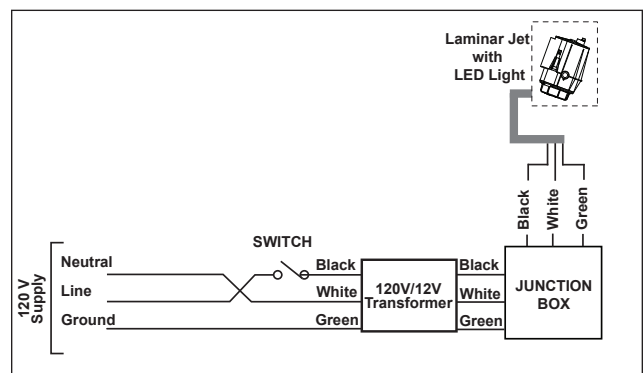 Laminar Jet
with
LED Light
Black
White
Green
SWITCH
120 V
Supply
Neutral
Line
Ground
Black
White
Green
120V/12V
Transformer
Black
White
Green
JUNCTION
BOX